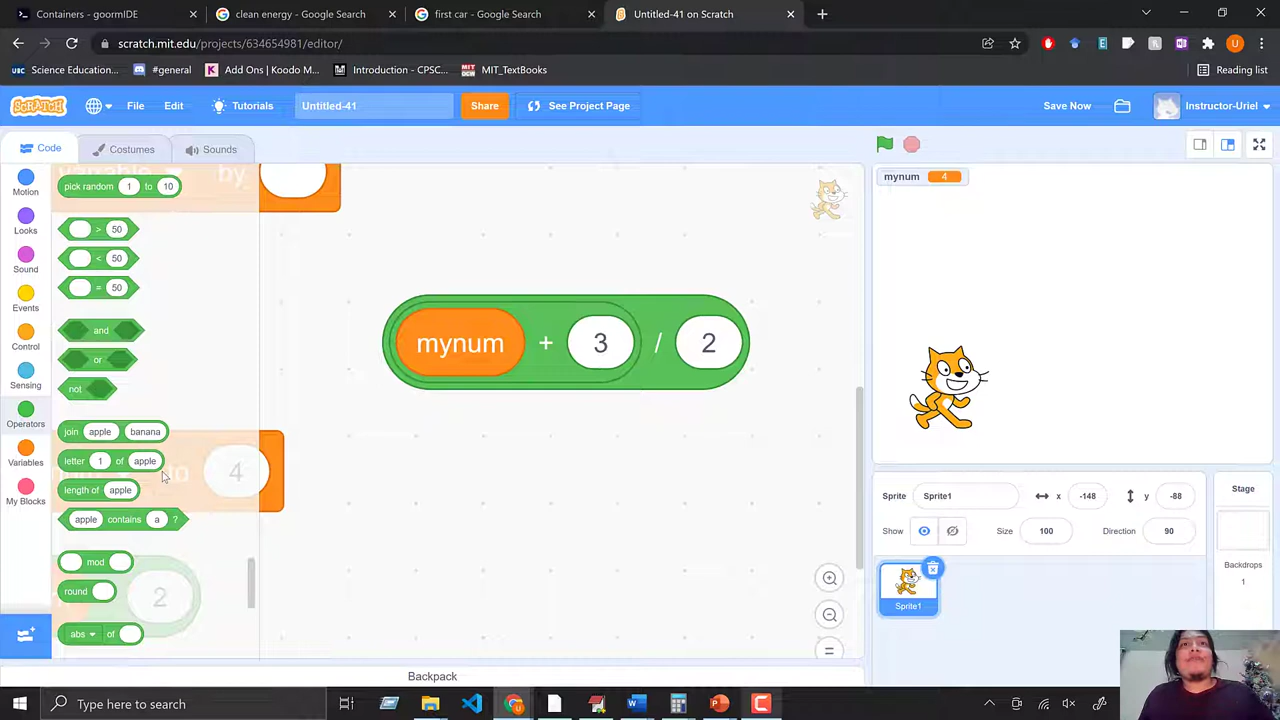 Containers - goormIDE
clean energy - Google Search
first car - Google Search
Untitled-41 on Scratch
scratch.mit.edu/projects/634654981/editor/
Science Education...
#general
Add Ons | Koodo M...
Introduction - CPSC...
MIT_TextBooks
Reading list
SCRATCH
File
Edit
Tutorials
Untitled-41
Share
See Project Page
Save Now
Instructor-Uriel
Code
Costumes
Sounds
Motion
Looks
Sound
Events
Control
Sensing
Operators
Variables
My Blocks
by
pick random 1 to 10
> 50
< 50
= 50
and
or
not
join apple banana
letter 1 of apple
length of apple
apple contains a ?
mod
round
abs of
to 4
2
mynum + 3 / 2
mynum 4
Sprite Sprite1 x -148 y -88
Show Size 100 Direction 90
Sprite1
Stage
Backdrops
1
Backpack
Type here to search